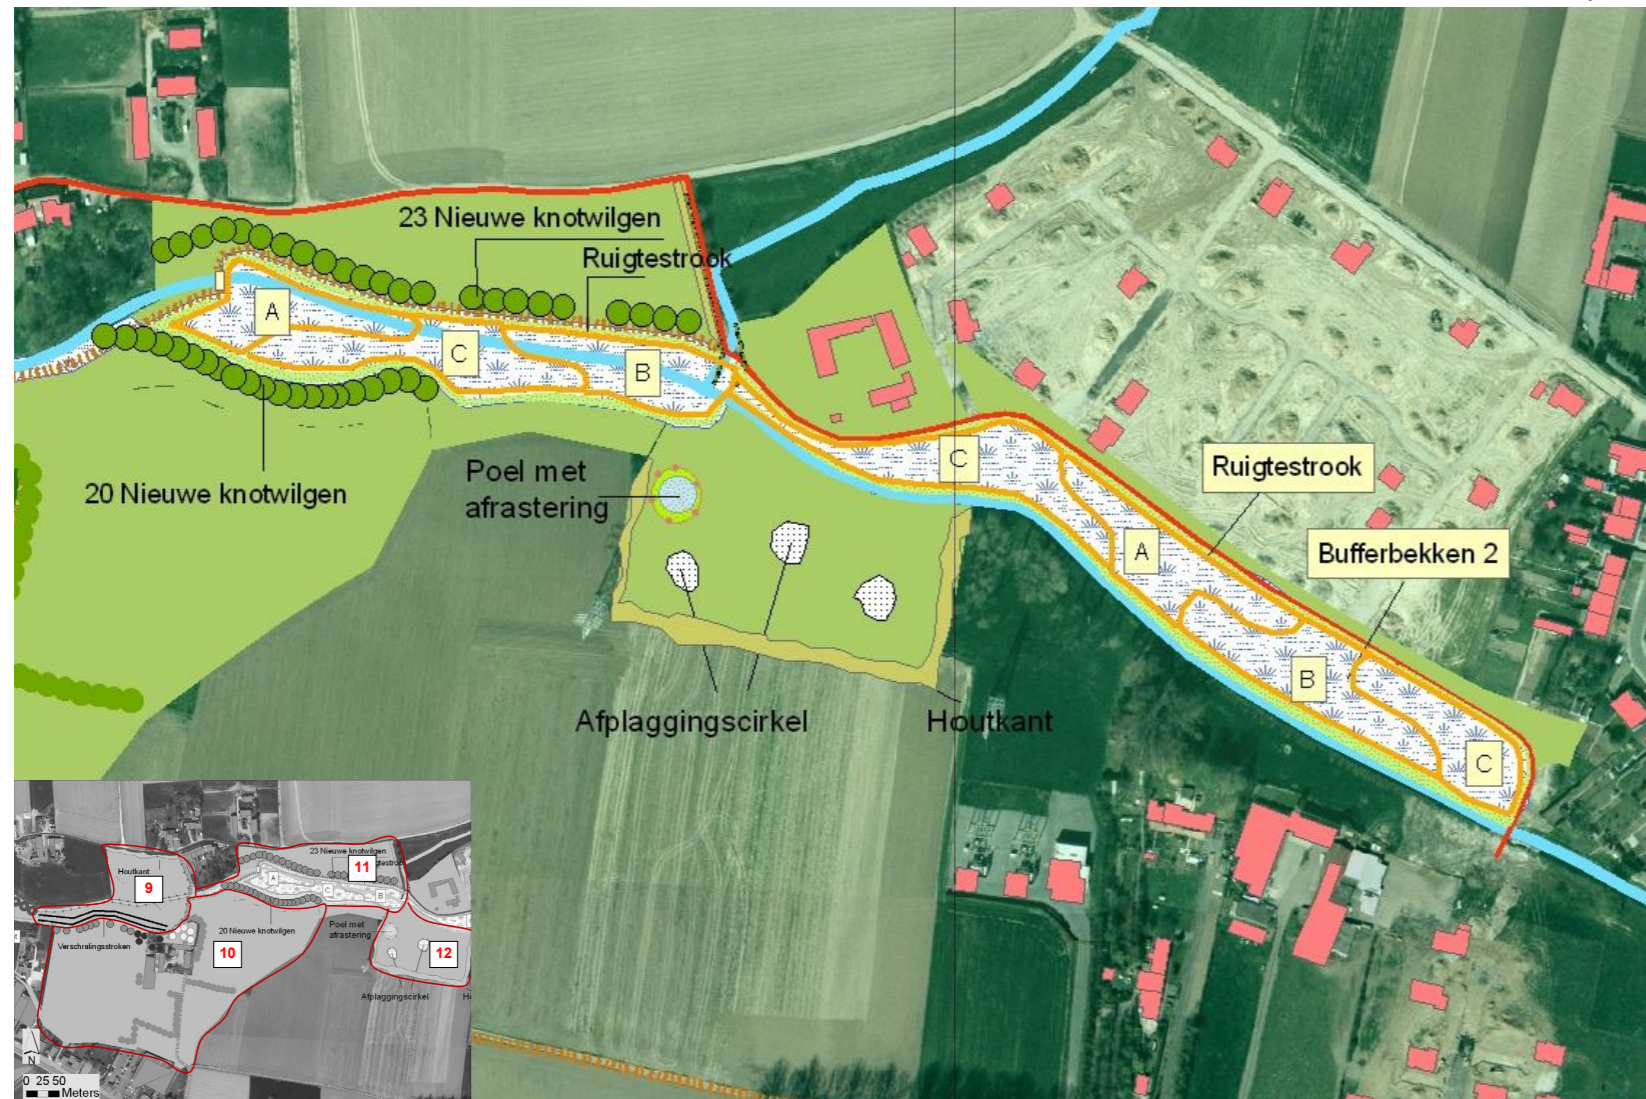 23 Nieuwe knotwilgen
Ruigtestrook
A
C
B
20 Nieuwe knotwilgen
Poel met
afrastering
C
Ruigtestrook
A
Bufferbekken 2
B
C
Afplaggingscirkel
Houtkant
23 Nieuwe knotwilgen
11
Houtkant
9
A
C
B
20 Nieuwe knotwilgen
Poel met
afrastering
Verschralingsstroken
10
12
Afplaggingscirkel
N
0 25 50
Meters